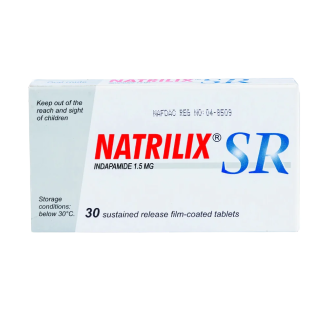 Keep out of the
reach and sight
of children
NAFDAC REG NO:04-8509
NATRILIX® SR
INDAPAMIDE 1.5 MG
Storage
conditions:
below 30°C.
30 sustained release film-coated tablets